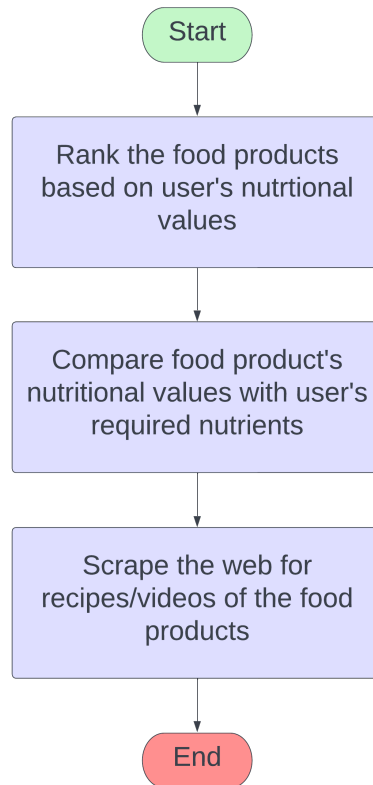 Start
Rank the food products
based on user's nutrtional
values
Compare food product's
nutritional values with user's
required nutrients
Scrape the web for
recipes/videos of the food
products
End